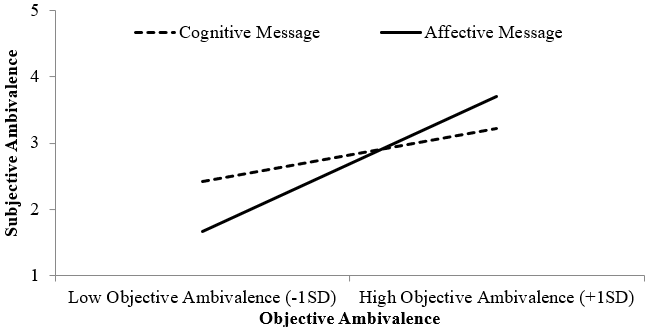 5
Cognitive Message
Affective Message
4
3
2
1
Subjective Ambivalence
Low Objective Ambivalence (-1SD)
High Objective Ambivalence (+1SD)
Objective Ambivalence